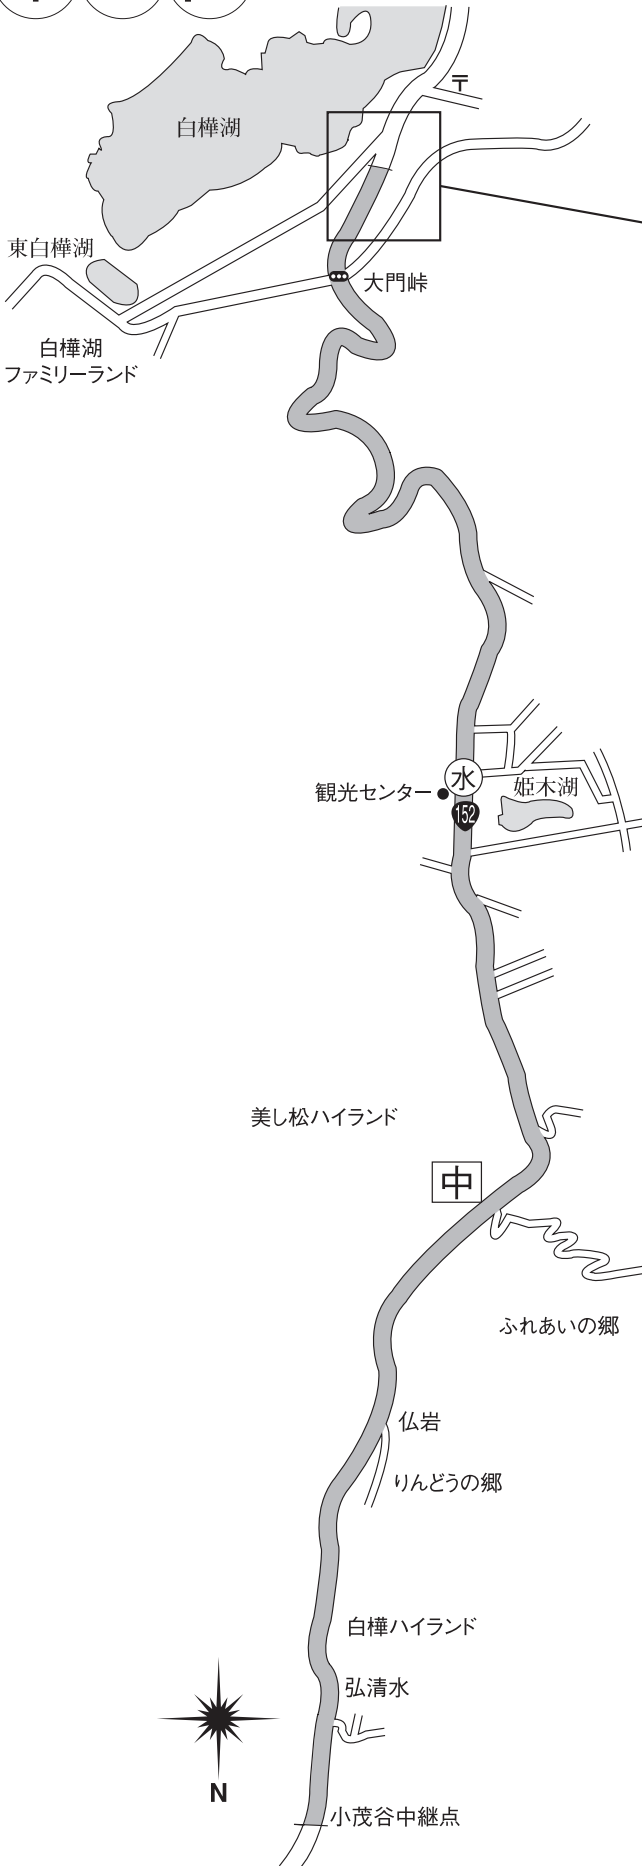 〒
白樺湖
東白樺湖
大門峠
白樺湖
ファミリーランド
水
観光センター
姫木湖
152
美し松ハイランド
中
ふれあいの郷
仏岩
りんどうの郷
白樺ハイランド
弘清水
N
小茂谷中継点